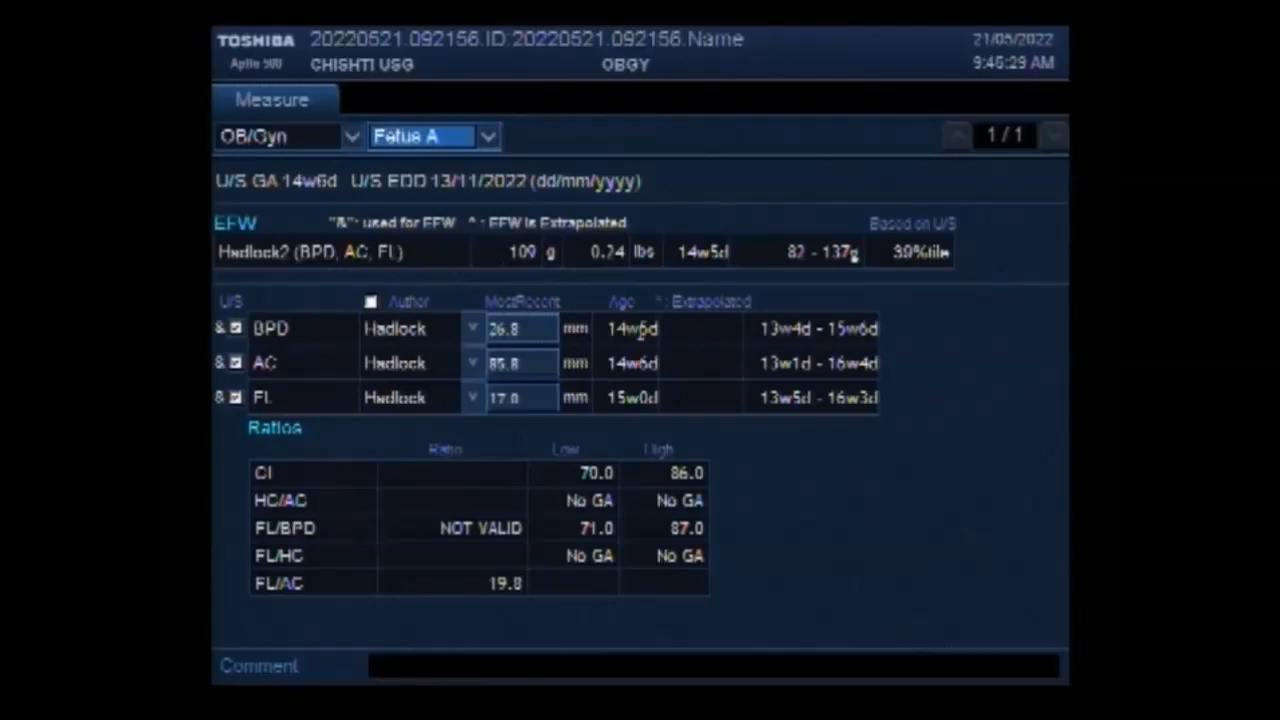 TOSHIBA 20220521.092156.ID:20220521.092156.Name 21/05/2022
Aplio 500 CHISHTI USG OBGY 9:45:29 AM
Measure
OB/Gyn Fetus A 1 / 1
U/S GA 14w6d U/S EDD 13/11/2022 (dd/mm/yyyy)
EFW "&": used for EFW ^ : EFW is Extrapolated. Based on U/S
Hadlock2 (BPD, AC, FL) 109 g 0.24 lbs 14w5d 82 - 137g 39%tile
U/S Author MostRecent Age * : Extrapolated
& BPD Hadlock 26.8 mm 13w4d - 15w6d
& AC Hadlock 85.8 mm 14w6d 13w1d - 16w4d
& FL Hadlock mm 15w0d 13w5d - 16w3d
Ratios
Ratio Low High
CI 70.0 86.0
HC/AC No GA No GA
FL/BPD NOT VALID 71.0 87.0
FL/HC No GA No GA
FL/AC 19.8
Comment